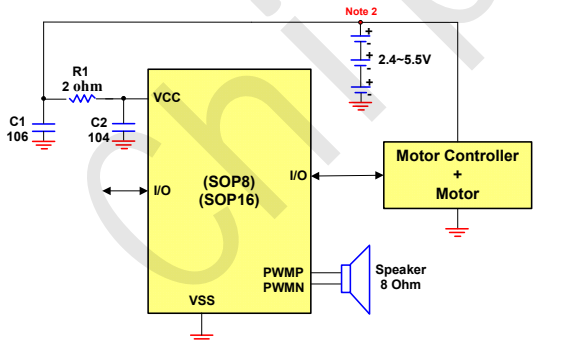 Note 2
+
-
+
-
+
-
2.4~5.5V
R1
2 ohm
C1
106
C2
104
VCC
I/O
(SOP8)
(SOP16)
I/O
Motor Controller
+
Motor
PWMP
PWMN
Speaker
8 Ohm
VSS